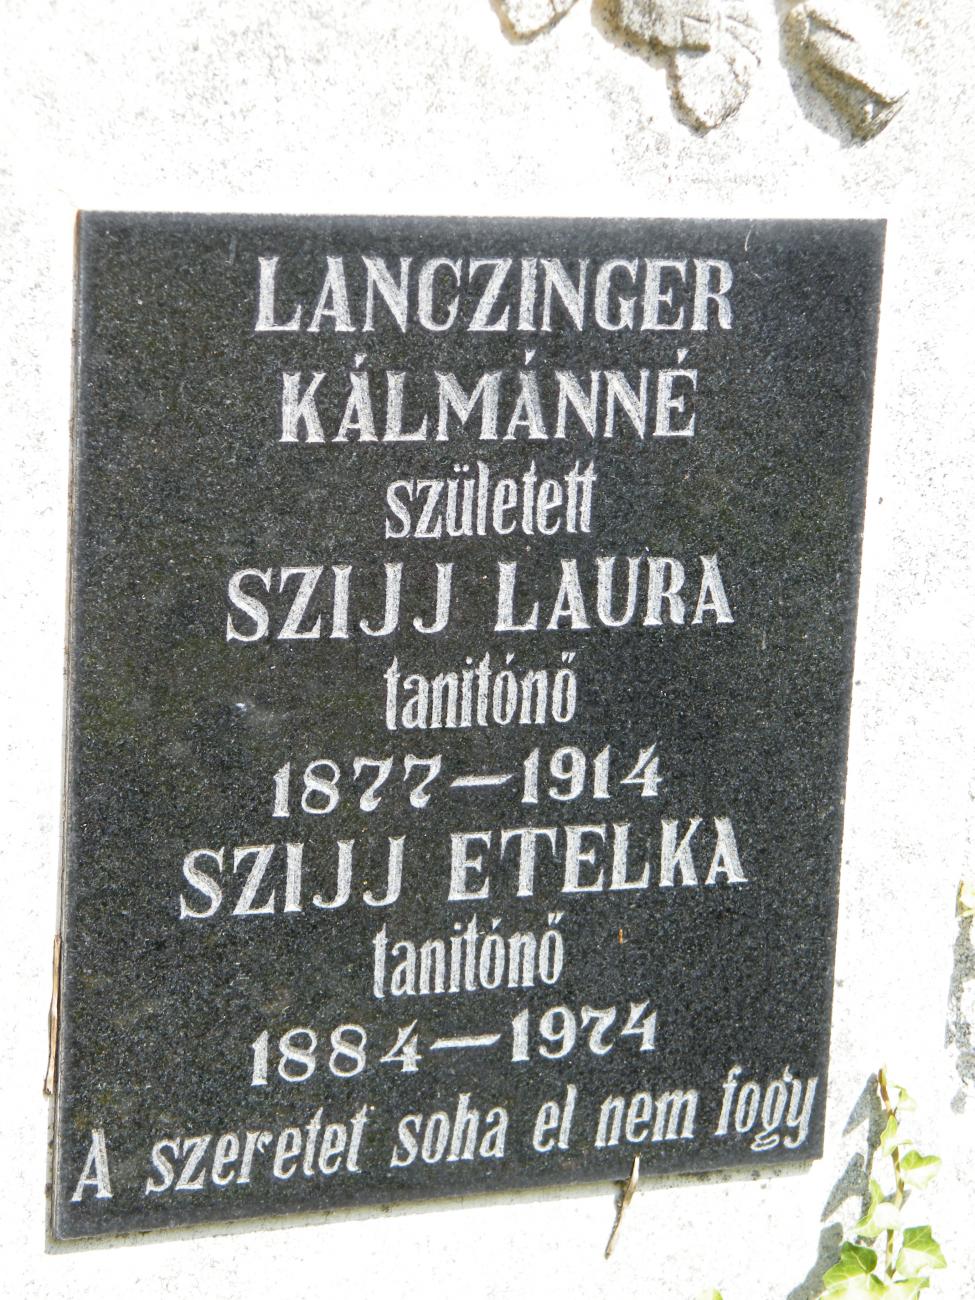 LANCZINGER
KÁLMÁNNÉ
született
SZIJJ LAURA
tanitónő
1877–1914
SZIJJ ETELKA
tanitónő
1884–1974
A szeretet soha el nem fogy